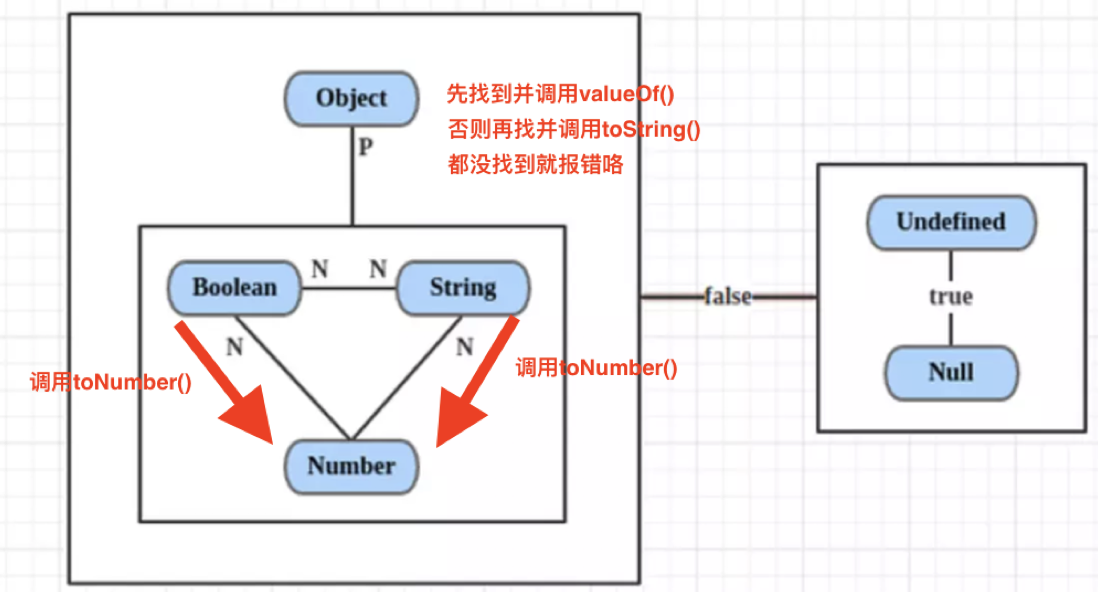 Object
先找到并调用valueOf()
否则再找并调用toString()
都没找到就报错咯
P
Boolean
N
N
String
N
N
调用toNumber()
调用toNumber()
Number
false
Undefined
true
Null